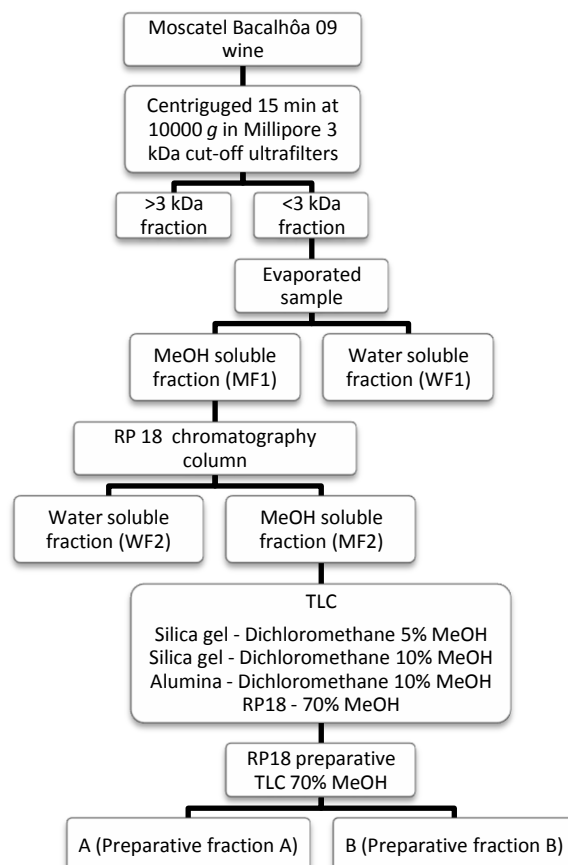 Moscatel Bacalhôa 09
wine
Centriguged 15 min at
10000 g in Millipore 3
kDa cut-off ultrafilters
>3 kDa
fraction
<3 kDa
fraction
Evaporated
sample
MeOH soluble
fraction (MF1)
Water soluble
fraction (WF1)
RP 18 chromatography
column
Water soluble
fraction (WF2)
MeOH soluble
fraction (MF2)
TLC
Silica gel - Dichloromethane 5% MeOH
Silica gel - Dichloromethane 10% MeOH
Alumina - Dichloromethane 10% MeOH
RP18 - 70% MeOH
RP18 preparative
TLC 70% MeOH
A (Preparative fraction A)
B (Preparative fraction B)